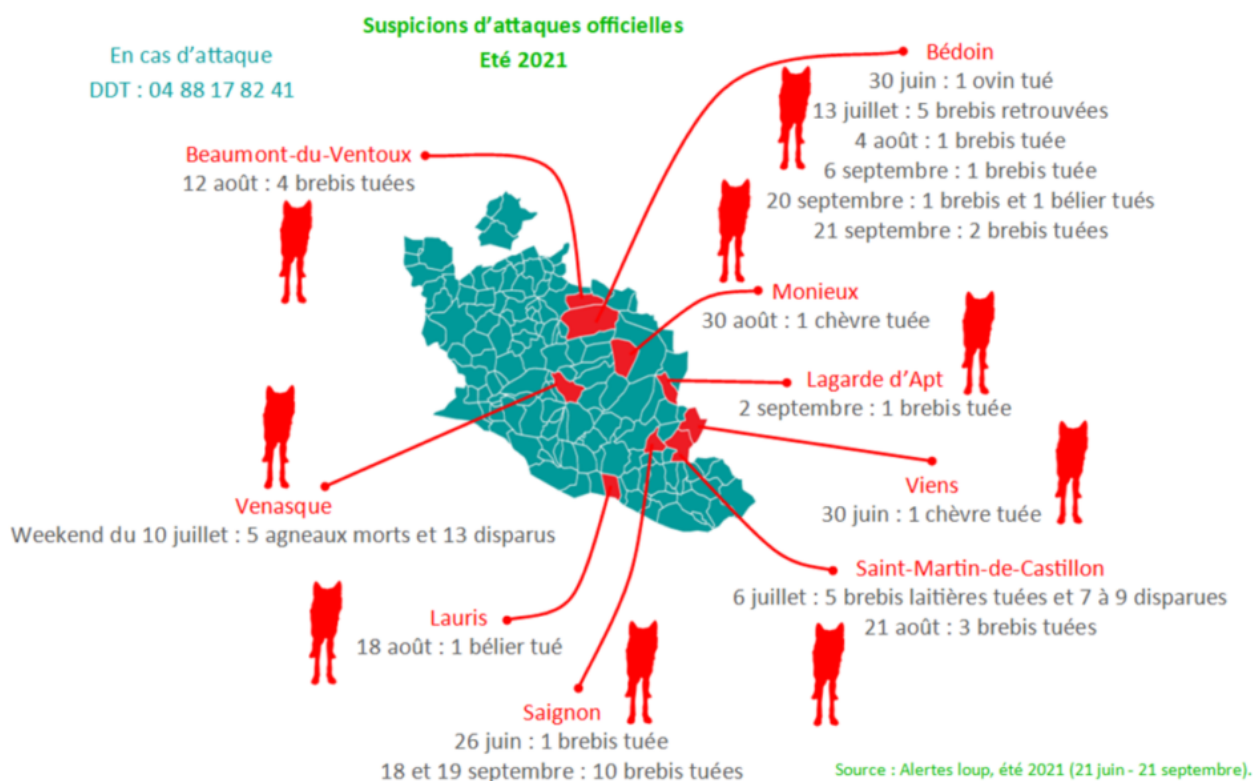 Suspicions d'attaques officielles
Eté 2021
En cas d'attaque
DDT : 04 88 17 82 41
Bédoin
30 juin : 1 ovin tué
13 juillet : 5 brebis retrouvées
4 août : 1 brebis tuée
6 septembre : 1 brebis tuée
20 septembre : 1 brebis et 1 bélier tués
21 septembre : 2 brebis tuées
Beaumont-du-Ventoux
12 août : 4 brebis tuées
Monieux
30 août : 1 chèvre tuée
Lagarde d'Apt
2 septembre : 1 brebis tuée
Viens
30 juin : 1 chèvre tuée
Venasque
Weekend du 10 juillet : 5 agneaux morts et 13 disparus
Saint-Martin-de-Castillon
6 juillet : 5 brebis laitières tuées et 7 à 9 disparues
21 août : 3 brebis tuées
Lauris
18 août : 1 bélier tué
Saignon
26 juin : 1 brebis tuée
18 et 19 septembre : 10 brebis tuées
Source : Alertes loup, été 2021 (21 juin - 21 septembre).